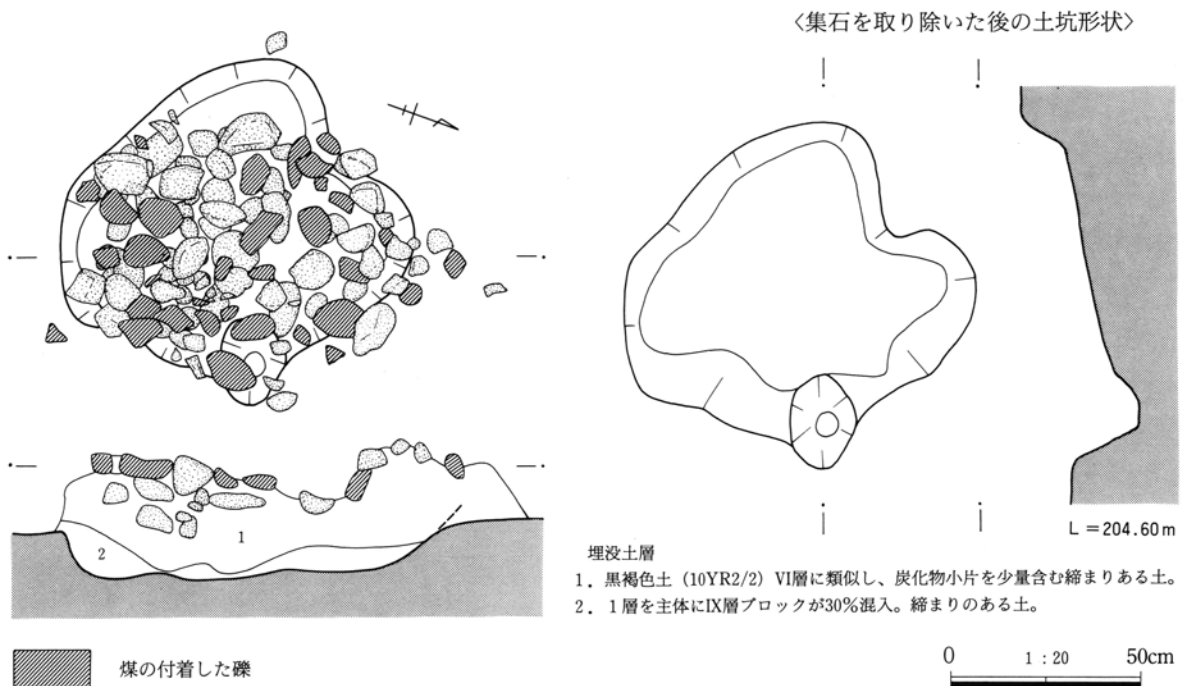 〈集石を取り除いた後の土坑形状〉
1
2
L＝204.60m
埋没土層
1．黒褐色土（10YR2/2）Ⅵ層に類似し、炭化物小片を少量含む締まりある土。
2．1層を主体にⅨ層ブロックが30％混入。締まりのある土。
煤の付着した礫
0 1：20 50cm